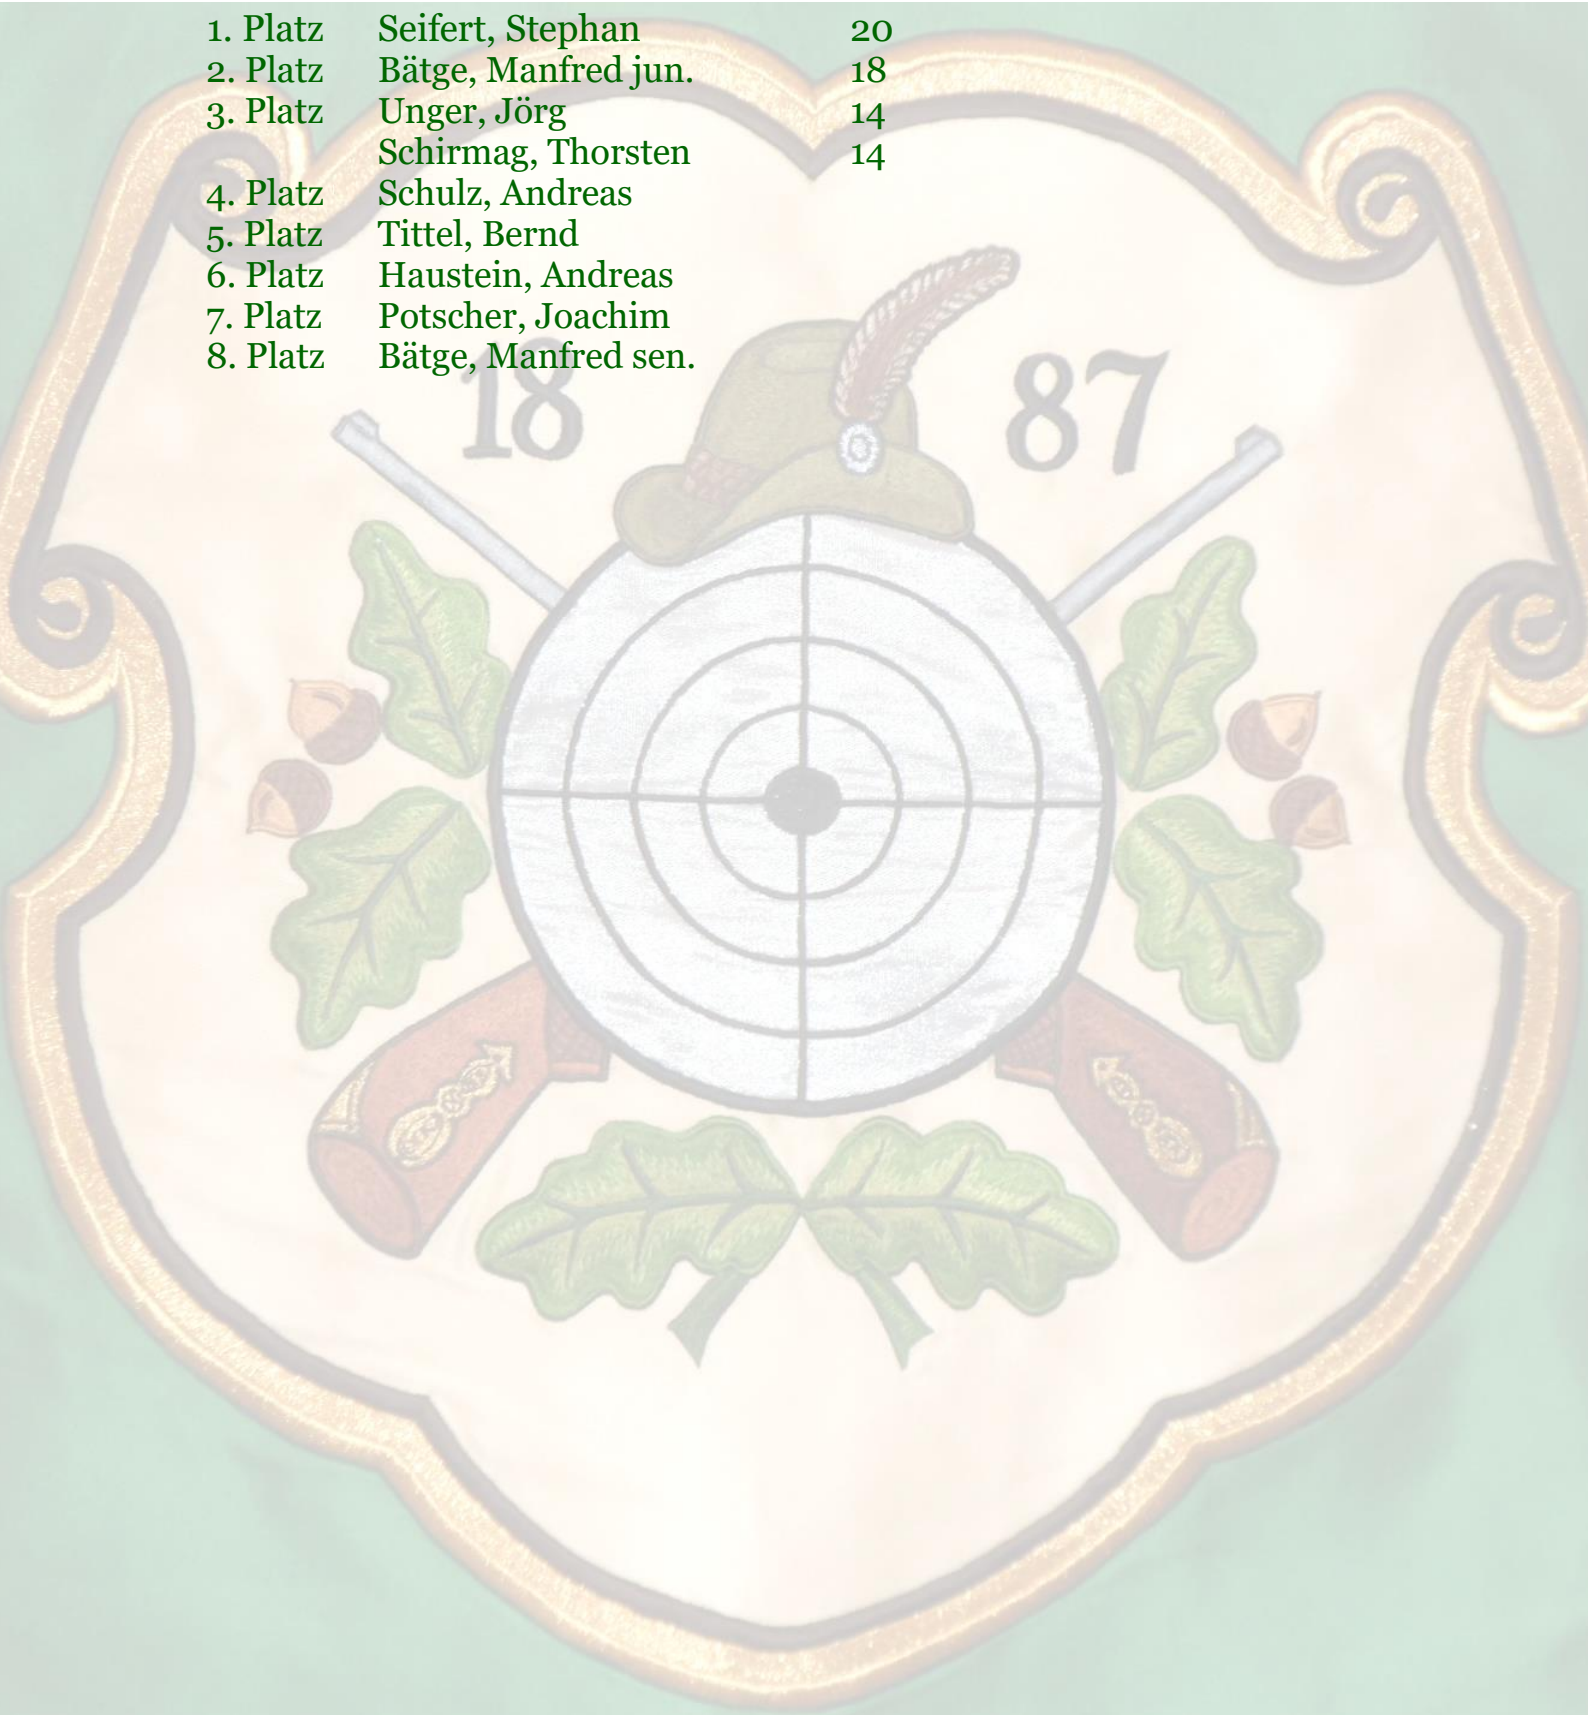 1. Platz Seifert, Stephan 20
2. Platz Bätge, Manfred jun. 18
3. Platz Unger, Jörg 14
Schirmag, Thorsten 14
4. Platz Schulz, Andreas
5. Platz Tittel, Bernd
6. Platz Haustein, Andreas
7. Platz Potscher, Joachim
8. Platz Bätge, Manfred sen.
18 87